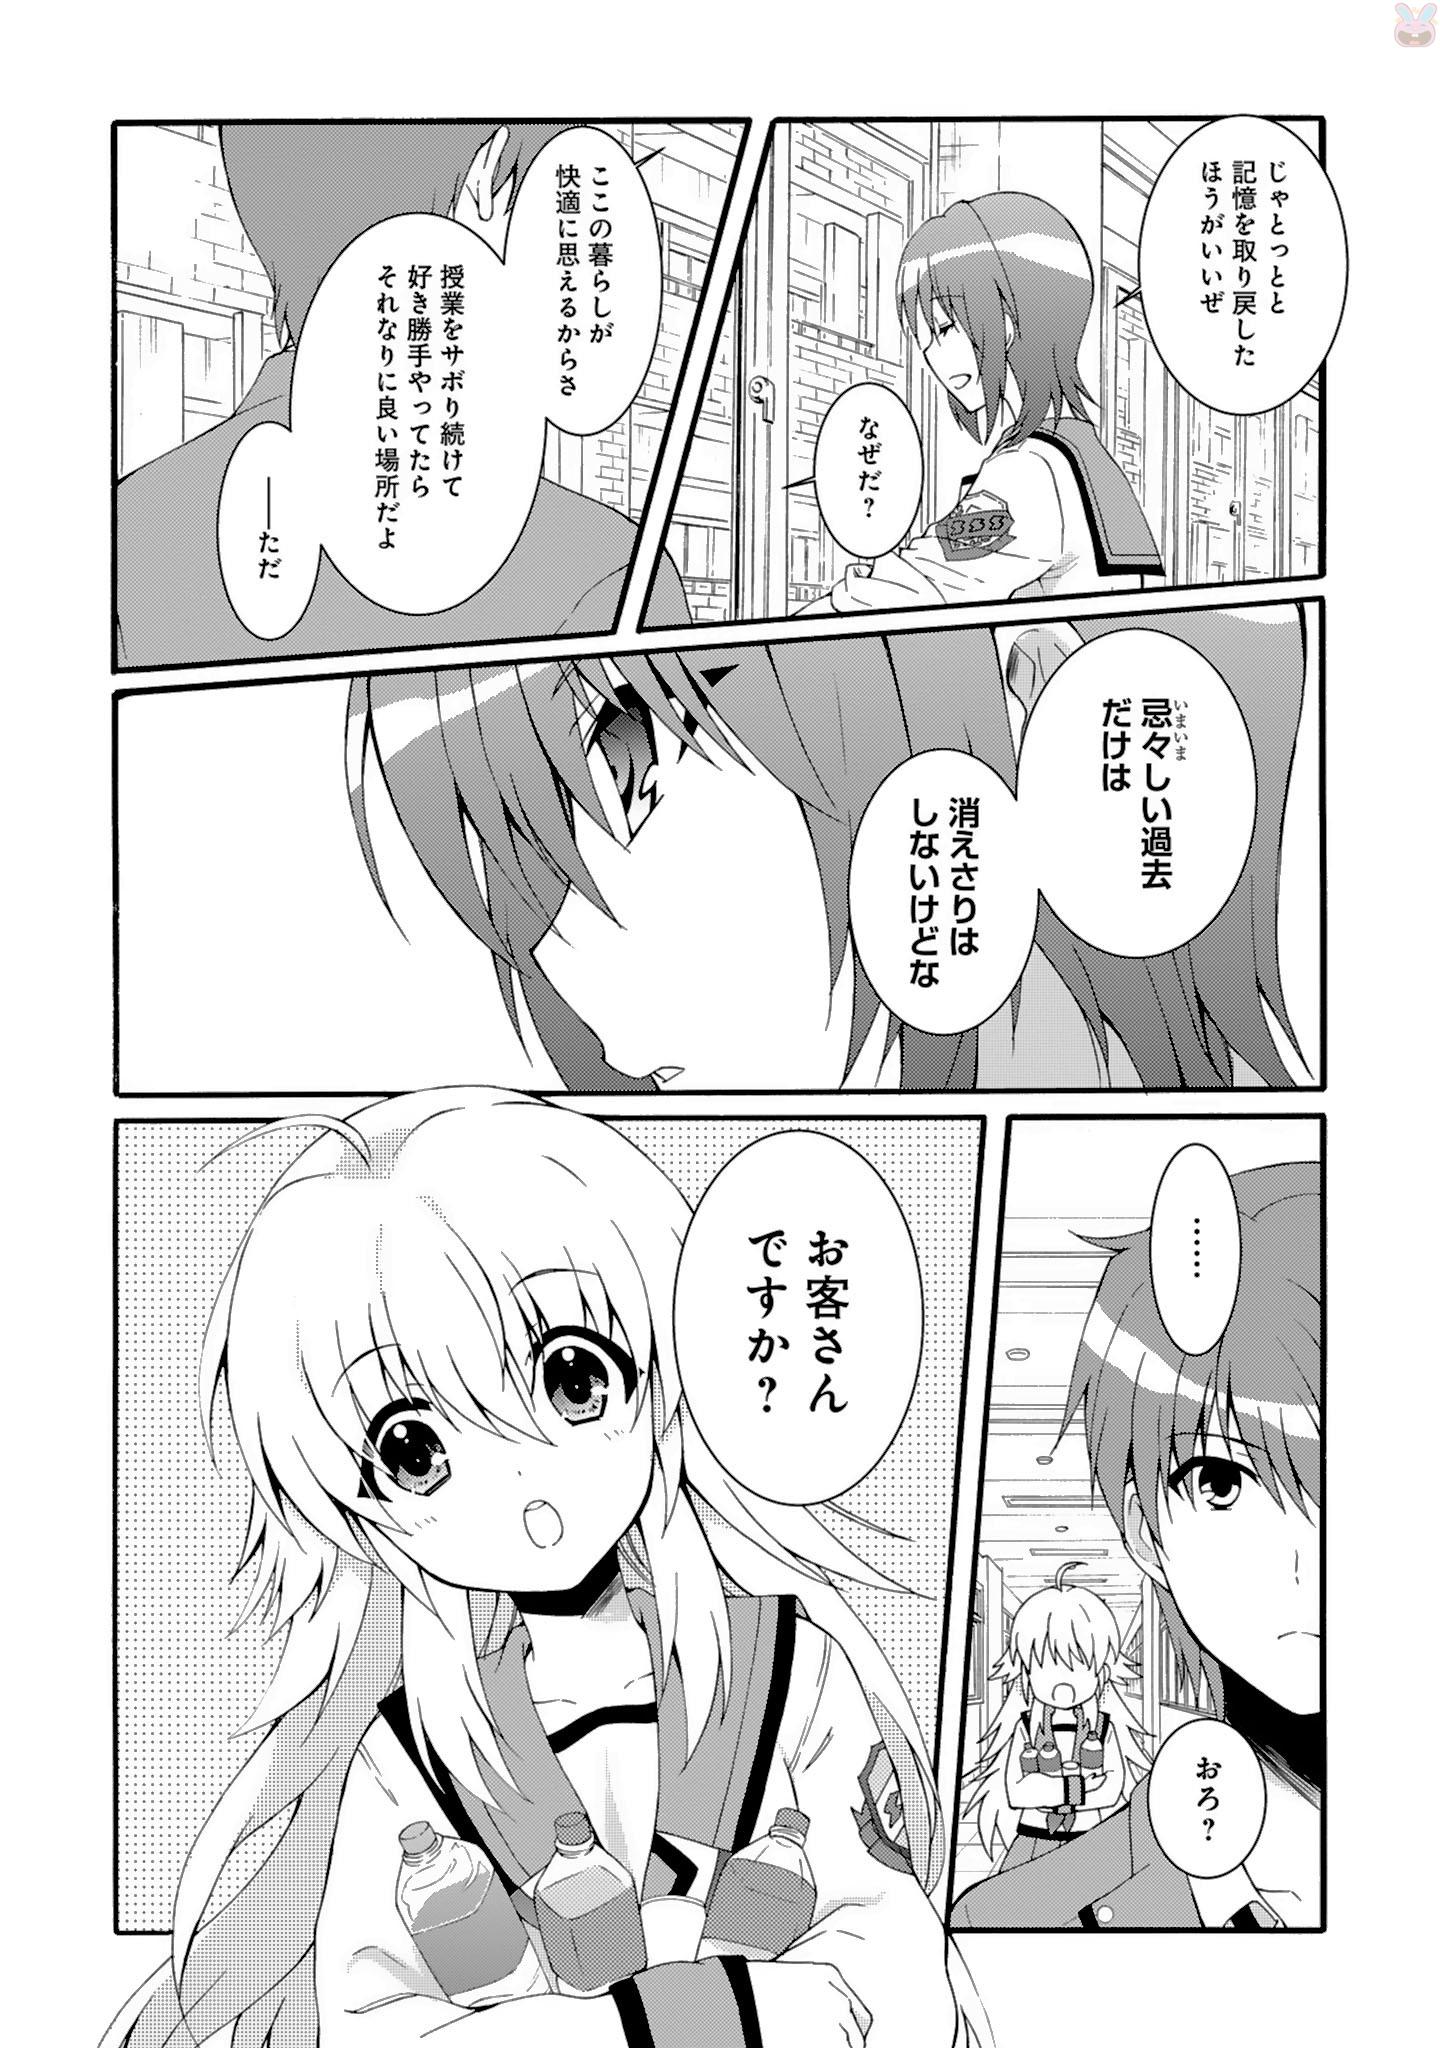 じゃとっとと
記憶を取り戻した
ほうがいいぜ
なぜだ?
ここの暮らしが
快適に思えるからさ
授業をサボり続けて
好き勝手やってたら
それなりに良い場所だよ
――ただ
忌々しい過去
いまいま
だけは
消えさりは
しないけどな
……
おろ?
お客さん
ですか?